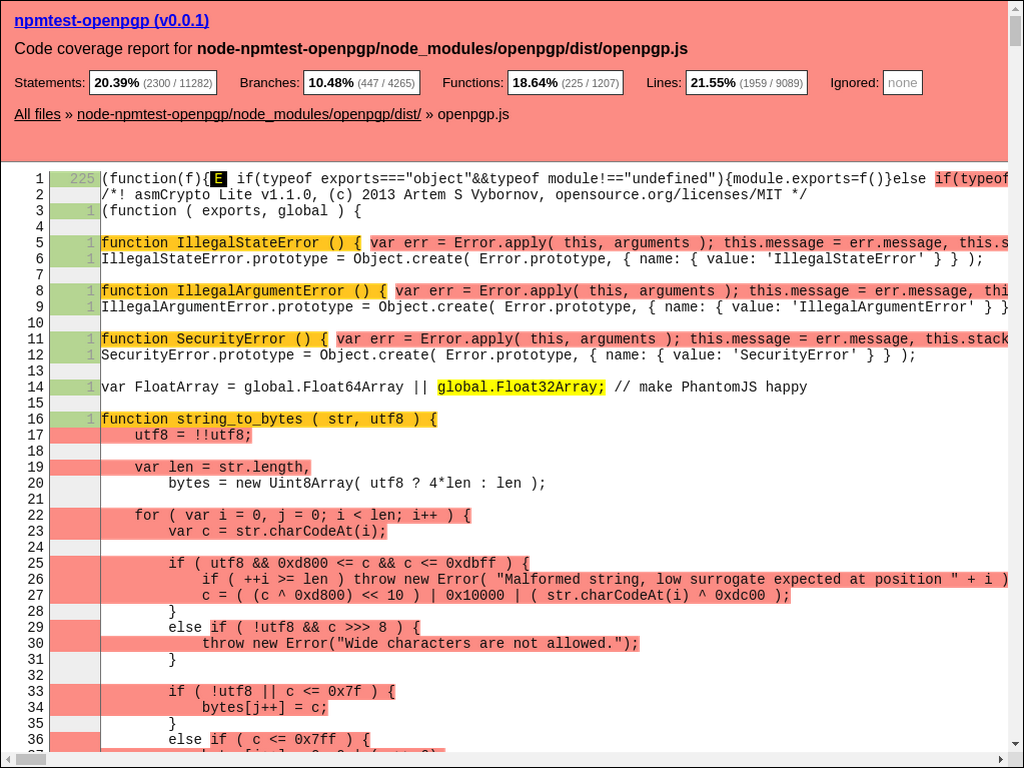 npmtest-openpgp (v0.0.1)
Code coverage report for node-npmtest-openpgp/node_modules/openpgp/dist/openpgp.js
Statements: 20.39% (2300 / 11282) Branches: 10.48% (447 / 4265) Functions: 18.64% (225 / 1207) Lines: 21.55% (1959 / 9089) Ignored: none
All files » node-npmtest-openpgp/node_modules/openpgp/dist/ » openpgp.js
1 225 (function(f){E if(typeof exports==="object"&&typeof module!=="undefined"){module.exports=f()}else if(typeof
2 /*! asmCrypto Lite v1.1.0, (c) 2013 Artem S Vybornov, opensource.org/licenses/MIT */
3 1 (function ( exports, global ) {
4
5 1 function IllegalStateError () { var err = Error.apply( this, arguments ); this.message = err.message, this.s
6 1 IllegalStateError.prototype = Object.create( Error.prototype, { name: { value: 'IllegalStateError' } } );
7
8 1 function IllegalArgumentError () { var err = Error.apply( this, arguments ); this.message = err.message, thi
9 1 IllegalArgumentError.prototype = Object.create( Error.prototype, { name: { value: 'IllegalArgumentError' } }
10
11 1 function SecurityError () { var err = Error.apply( this, arguments ); this.message = err.message, this.stack
12 1 SecurityError.prototype = Object.create( Error.prototype, { name: { value: 'SecurityError' } } );
13
14 1 var FloatArray = global.Float64Array || global.Float32Array; // make PhantomJS happy
15
16 1 function string_to_bytes ( str, utf8 ) {
17 utf8 = !!utf8;
18
19 var len = str.length,
20 bytes = new Uint8Array( utf8 ? 4*len : len );
21
22 for ( var i = 0, j = 0; i < len; i++ ) {
23 var c = str.charCodeAt(i);
24
25 if ( utf8 && 0xd800 <= c && c <= 0xdbff ) {
26 if ( ++i >= len ) throw new Error( "Malformed string, low surrogate expected at position " + i )
27 c = ( (c ^ 0xd800) << 10 ) | 0x10000 | ( str.charCodeAt(i) ^ 0xdc00 );
28 }
29 else if ( !utf8 && c >>> 8 ) {
30 throw new Error("Wide characters are not allowed.");
31 }
32
33 if ( !utf8 || c <= 0x7f ) {
34 bytes[j++] = c;
35 }
36 else if ( c <= 0x7ff ) {